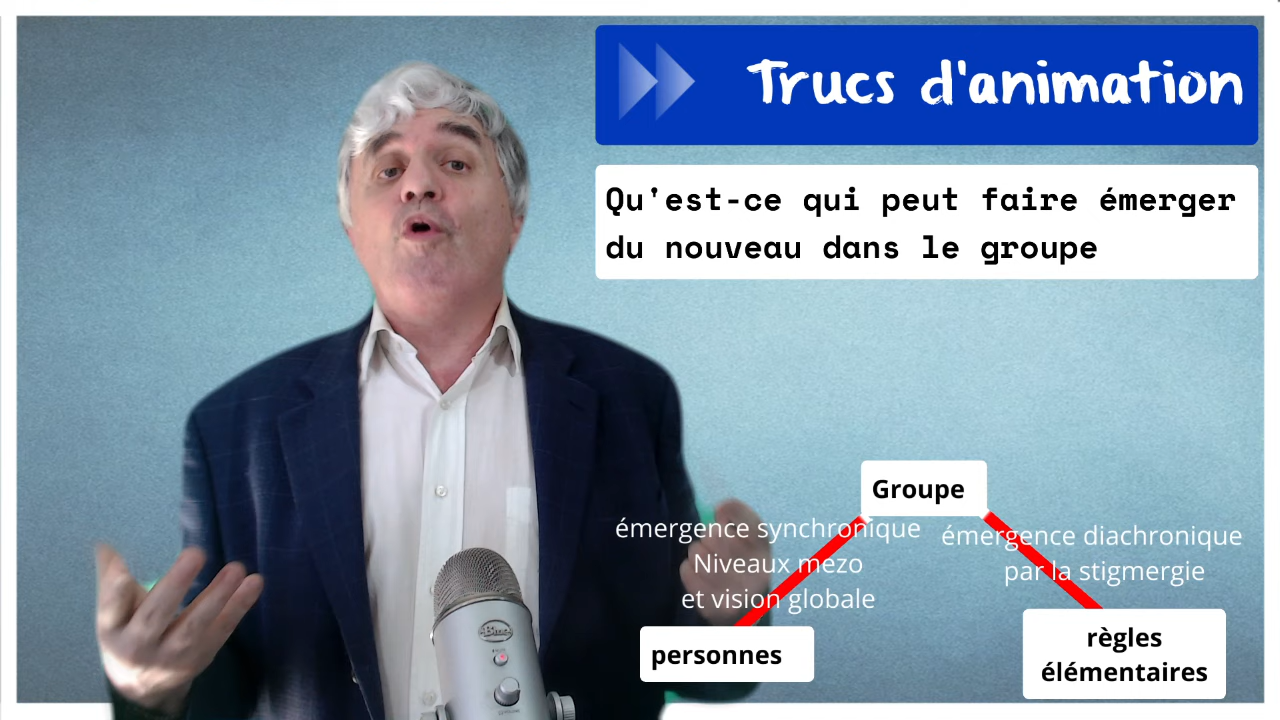 Trucs d'animation
Qu'est-ce qui peut faire émerger
du nouveau dans le groupe
Groupe
émergence synchronique
Niveaux mezo
et vision globale
émergence diachronique
par la stigmergie
personnes
règles
élémentaires
Blue